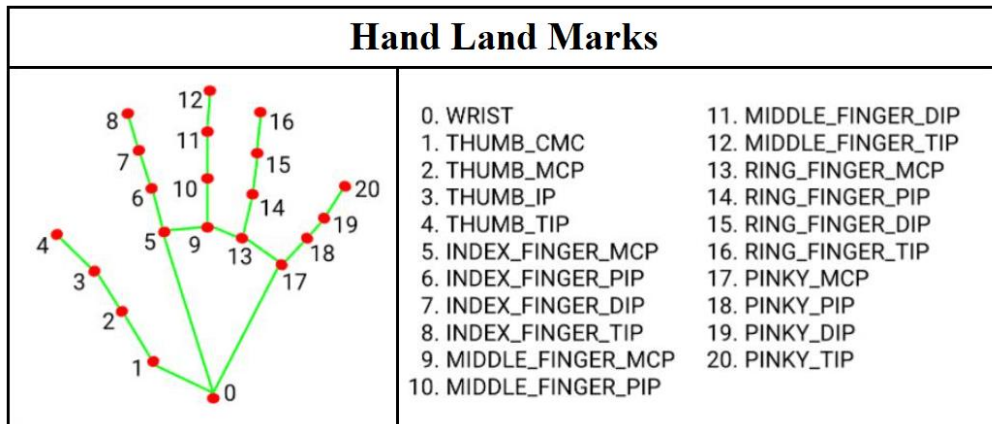 Hand Land Marks
12
8
16
11
7
15
10
20
6
14
19
4
5
9
13
18
3
17
2
1
0
0. WRIST
1. THUMB_CMC
2. THUMB_MCP
3. THUMB_IP
4. THUMB_TIP
5. INDEX_FINGER_MCP
6. INDEX_FINGER_PIP
7. INDEX_FINGER_DIP
8. INDEX_FINGER_TIP
9. MIDDLE_FINGER_MCP
10. MIDDLE_FINGER_PIP
11. MIDDLE_FINGER_DIP
12. MIDDLE_FINGER_TIP
13. RING_FINGER_MCP
14. RING_FINGER_PIP
15. RING_FINGER_DIP
16. RING_FINGER_TIP
17. PINKY_MCP
18. PINKY_PIP
19. PINKY_DIP
20. PINKY_TIP